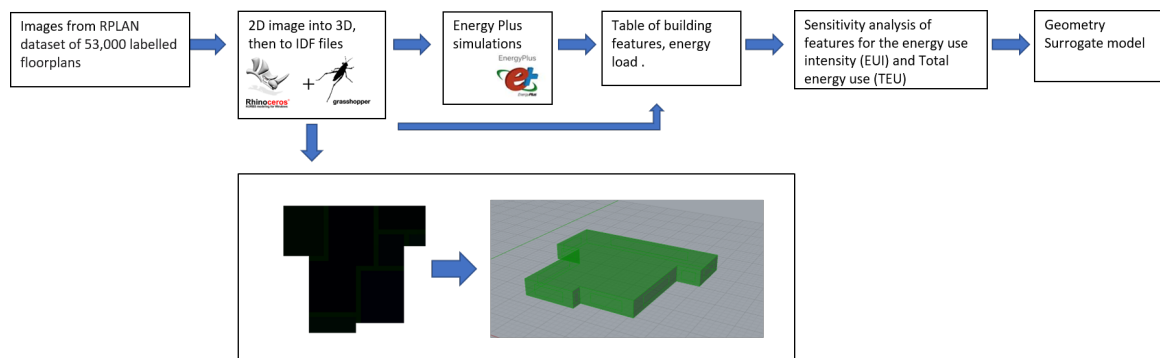 Images from RPLAN
dataset of 53,000 labelled
floorplans
2D image into 3D,
then to IDF files
Rhinoceros®
+
grasshopper
Energy Plus
simulations
EnergyPlus
e+
EnergyPlus
Table of building
features, energy
load .
Sensitivity analysis of
features for the energy use
intensity (EUI) and Total
energy use (TEU)
Geometry
Surrogate model